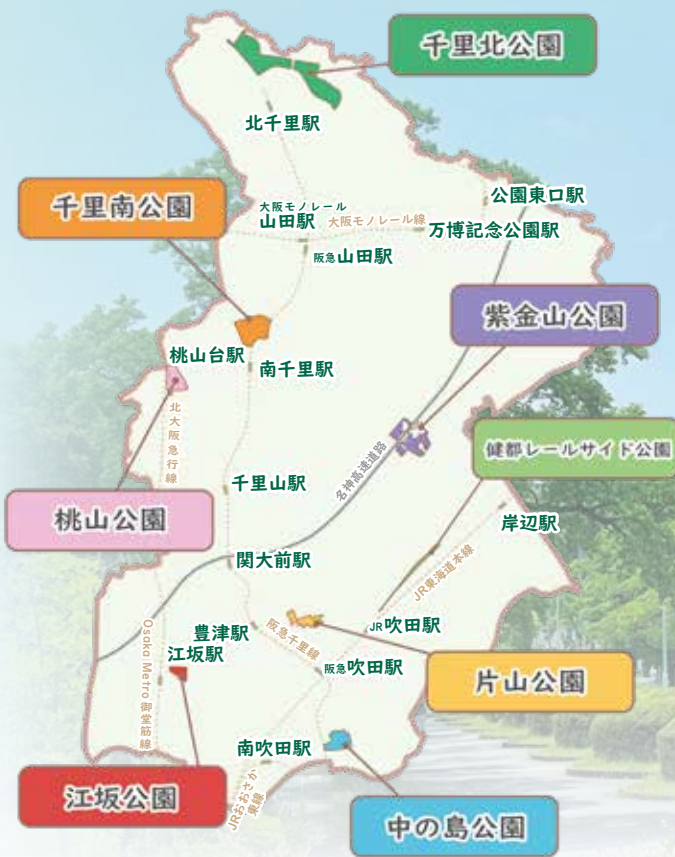 千里北公園
北千里駅
公園東口駅
千里南公園
大阪モノレール
山田駅
大阪モノレール線
万博記念公園駅
阪急山田駅
紫金山公園
桃山台駅
南千里駅
北大阪急行線
健都レールサイド公園
名神高速道路
千里山駅
桃山公園
岸辺駅
関大前駅
JR東海道本線
豊津駅
阪急千里線
JR吹田駅
江坂駅
Osaka Metro 御堂筋線
阪急吹田駅
片山公園
南吹田駅
JRおおさか
東線
江坂公園
中の島公園